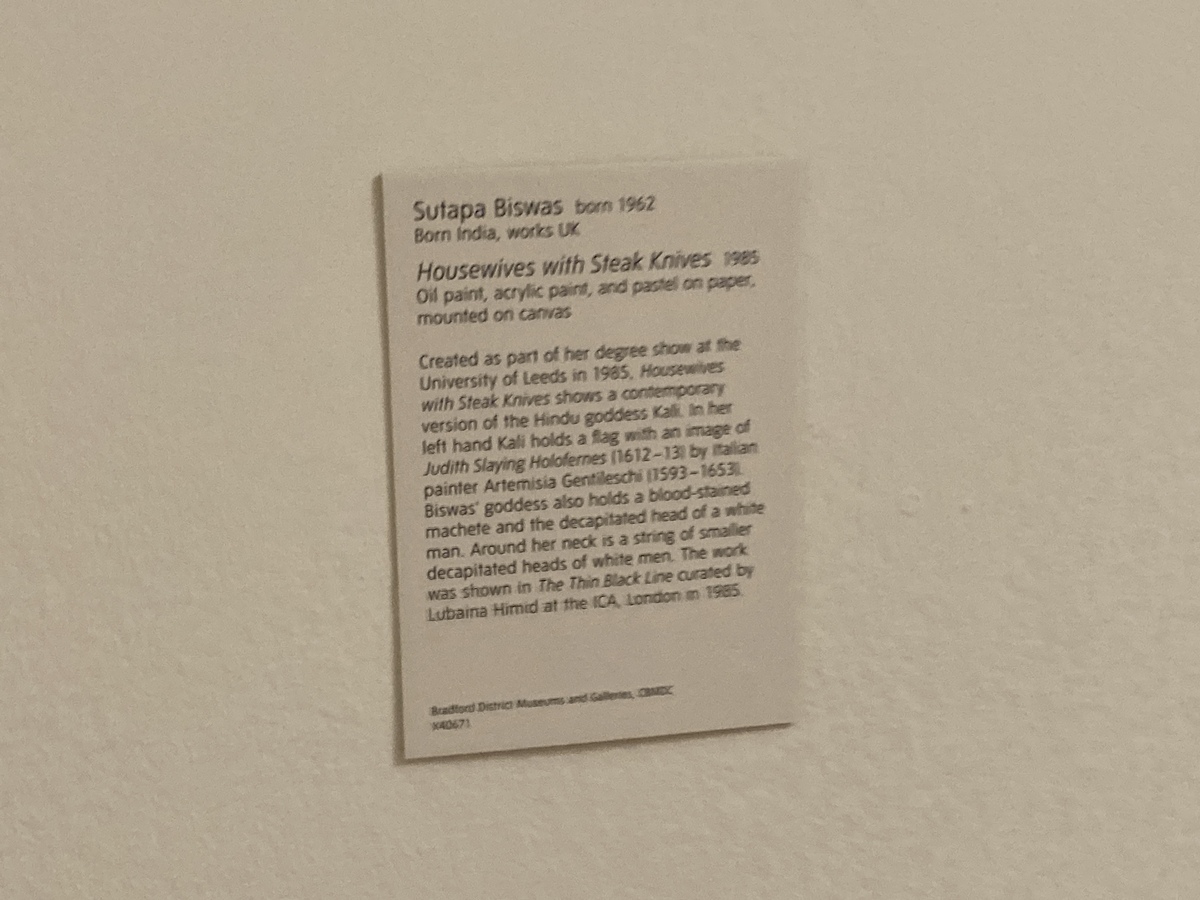 Sutapa Biswas born 1962
Born India, works UK
Housewives with Steak Knives 1985
Oil paint, acrylic paint, and pastel on paper,
mounted on canvas
Created as part of her degree show at the
University of Leeds in 1985, Housewives
with Steak Knives shows a contemporary
version of the Hindu goddess Kali. In her
left hand Kali holds a flag with an image of
Judith Slaying Holofernes (1612–13) by Italian
painter Artemisia Gentileschi (1593–1653).
Biswas' goddess also holds a blood-stained
machete and the decapitated head of a white
man. Around her neck is a string of smaller
decapitated heads of white men. The work
was shown in The Thin Black Line curated by
Lubaina Himid at the ICA, London in 1985.
Bradford District Museums and Galleries, CBMDC
X40671